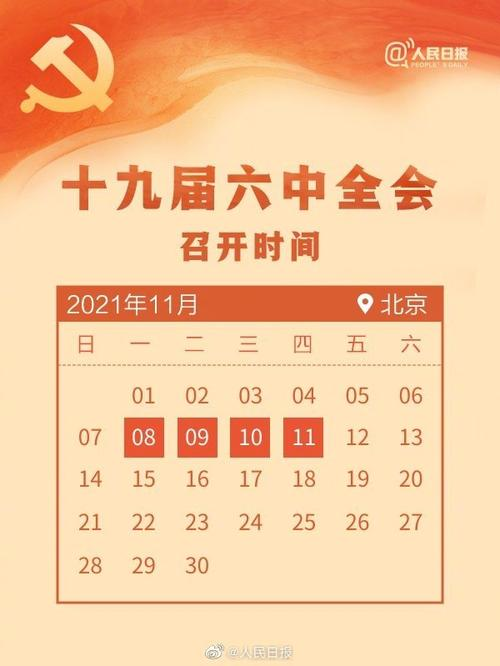 @人民日报
PEOPLE'S DAILY
十九届六中全会
召开时间
2021年11月 北京
日 一 二 三 四 五 六
01 02 03 04 05 06
07 08 09 10 11 12 13
14 15 16 17 18 19 20
21 22 23 24 25 26 27
28 29 30
@人民日报